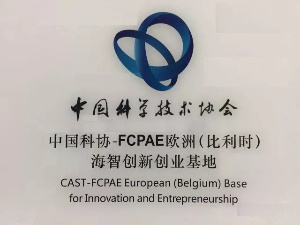 中国科学技术协会
中国科协-FCPAE欧洲(比利时)
海智创新创业基地
CAST-FCPAE European (Belgium) Base
for Innovation and Entrepreneurship